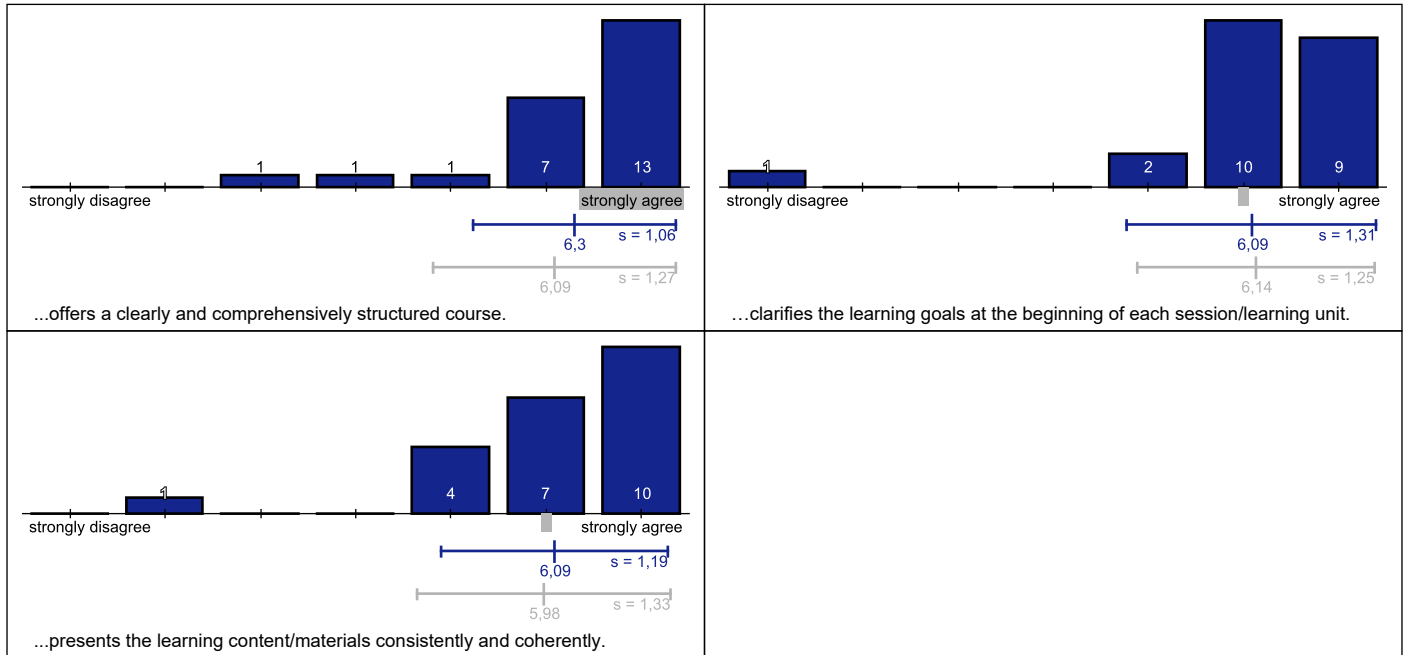 1 1 1 7 13
strongly disagree strongly agree
6,3 s = 1,06
6,09 s = 1,27
...offers a clearly and comprehensively structured course.
1 2 10 9
strongly disagree strongly agree
6,09 s = 1,31
6,14 s = 1,25
…clarifies the learning goals at the beginning of each session/learning unit.
1 4 7 10
strongly disagree strongly agree
6,09 s = 1,19
5,98 s = 1,33
...presents the learning content/materials consistently and coherently.